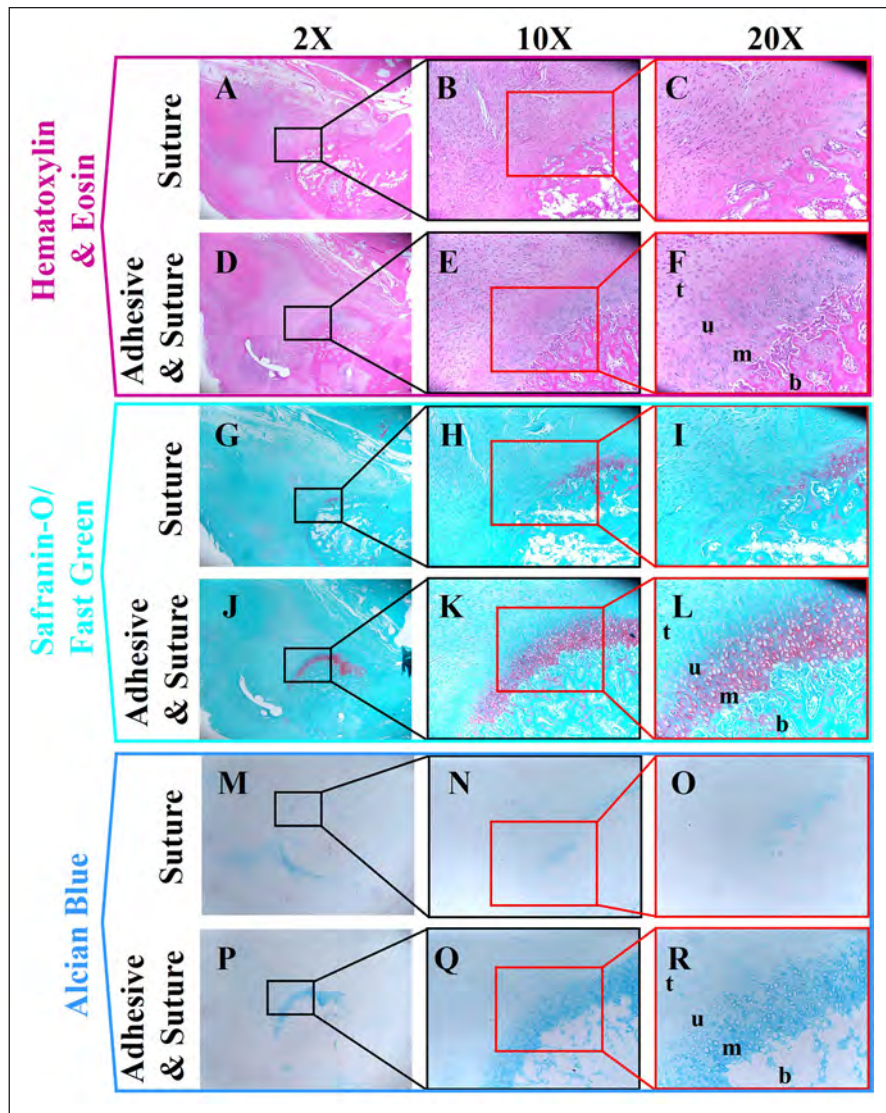 2X 10X 20X
Hematoxylin
& Eosin
Suture
A B C
Adhesive
& Suture
D E F
t
u
m
b
Safranin-O/
Fast Green
Suture
G H I
Adhesive
& Suture
J K L
t
u
m
b
Alcian Blue
Suture
M N O
Adhesive
& Suture
P Q R
t
u
m
b